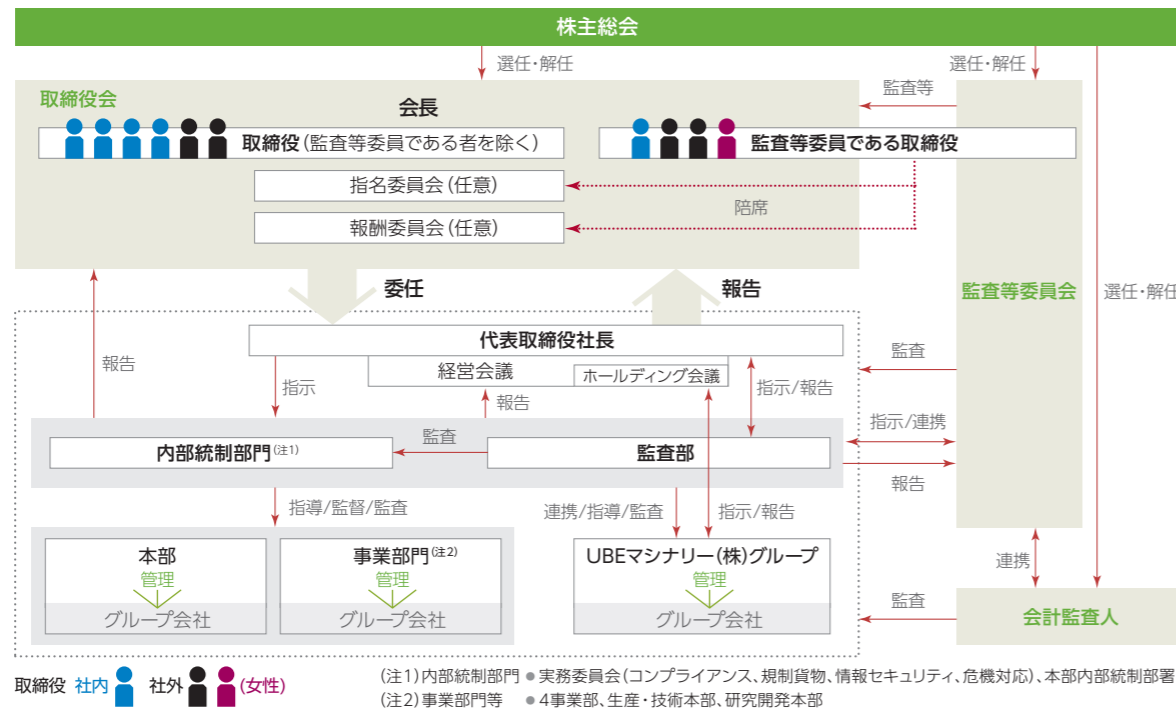 株主総会
選任・解任
選任・解任
取締役会
会長
監査等
取締役(監査等委員である者を除く)
監査等委員である取締役
指名委員会(任意)
陪席
報酬委員会(任意)
委任
報告
監査等委員会
選任・解任
代表取締役社長
報告
監査
経営会議
ホールディング会議
指示
報告
指示/報告
監査
指示/連携
内部統制部門(注1)
監査部
報告
指導/監督/監査
連携/指導/監査
指示/報告
本部
事業部門(注2)
UBEマシナリー(株)グループ
連携
管理
管理
管理
グループ会社
グループ会社
グループ会社
監査
会計監査人
取締役 社内 社外 (女性)
(注1)内部統制部門 ●実務委員会(コンプライアンス、規制貨物、情報セキュリティ、危機対応)、本部内部統制部署
(注2)事業部門等 ●4事業部、生産・技術本部、研究開発本部